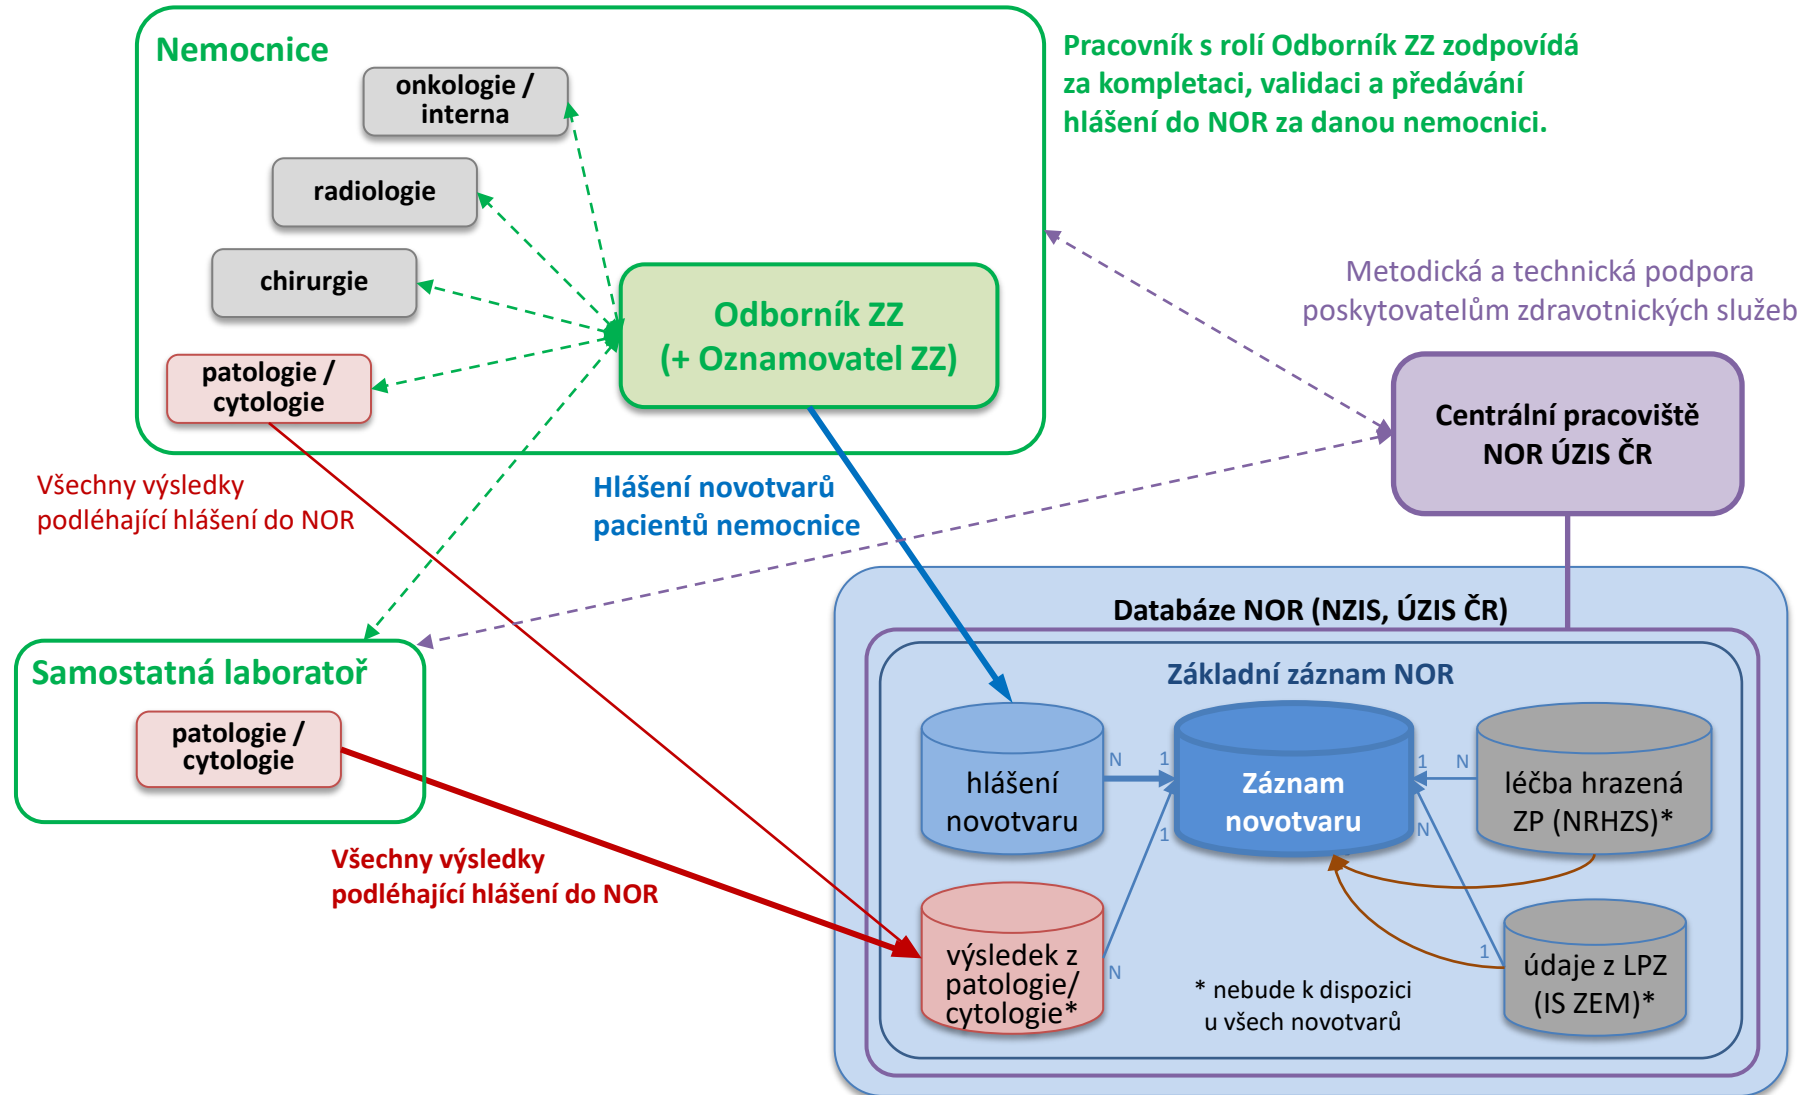 Nemocnice
Pracovník s rolí Odborník ZZ zodpovídá
za kompletaci, validaci a předávání
hlášení do NOR za danou nemocnici.
onkologie /
interna
radiologie
chirurgie
patologie /
cytologie
Odborník ZZ
(+ Oznamovatel ZZ)
Metodická a technická podpora
poskytovatelům zdravotnických služeb
Centrální pracoviště
NOR ÚZIS ČR
Všechny výsledky
podléhající hlášení do NOR
Hlášení novotvarů
pacientů nemocnice
Samostatná laboratoř
patologie /
cytologie
Všechny výsledky
podléhající hlášení do NOR
Databáze NOR (NZIS, ÚZIS ČR)
Základní záznam NOR
hlášení
novotvaru
N
1
Záznam
novotvaru
1
N
léčba hrazená
ZP (NRHZS)*
1
N
výsledek z
patologie/
cytologie*
N
1
údaje z LPZ
(IS ZEM)*
* nebude k dispozici
u všech novotvarů